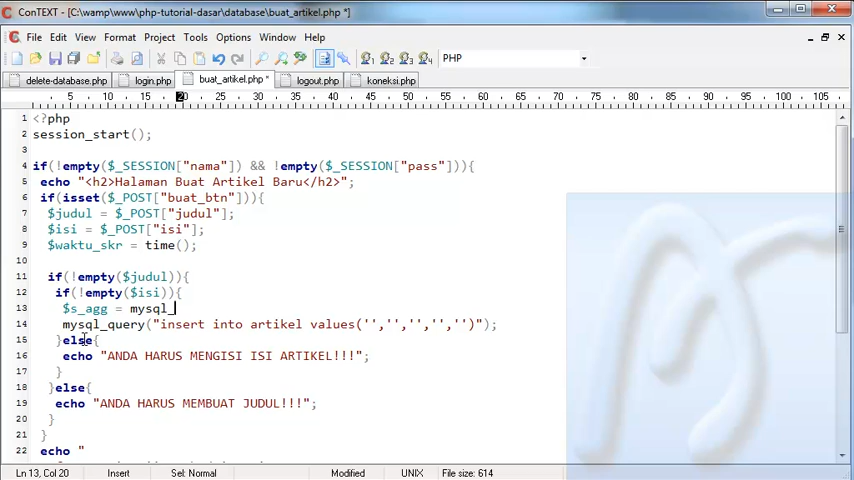 ConTEXT - [C:\wamp\www\php-tutorial-dasar\database\buat_artikel.php *]
File Edit View Format Project Tools Options Window Help
1 2 3 4 PHP
delete-database.php login.php buat_artikel.php * logout.php koneksi.php
5 10 15 20 25 30 35 40 45 50 55 60 65 70 75 80 85 90 95 100 105
1 <?php
2 session_start();
3
4 if(!empty($_SESSION["nama"]) && !empty($_SESSION["pass"])){
5 echo "<h2>Halaman Buat Artikel Baru</h2>";
6 if(isset($_POST["buat_btn"])){
7 $judul = $_POST["judul"];
8 $isi = $_POST["isi"];
9 $waktu_skr = time();
10
11 if(!empty($judul)){
12 if(!empty($isi)){
13 $s_agg = mysql_
14 mysql_query("insert into artikel values('','','','','')");
15 }else{
16 echo "ANDA HARUS MENGISI ISI ARTIKEL!!!";
17 }
18 }else{
19 echo "ANDA HARUS MEMBUAT JUDUL!!!";
20 }
21 }
22 echo "
Ln 13, Col 20 Insert Sel: Normal Modified UNIX File size: 614